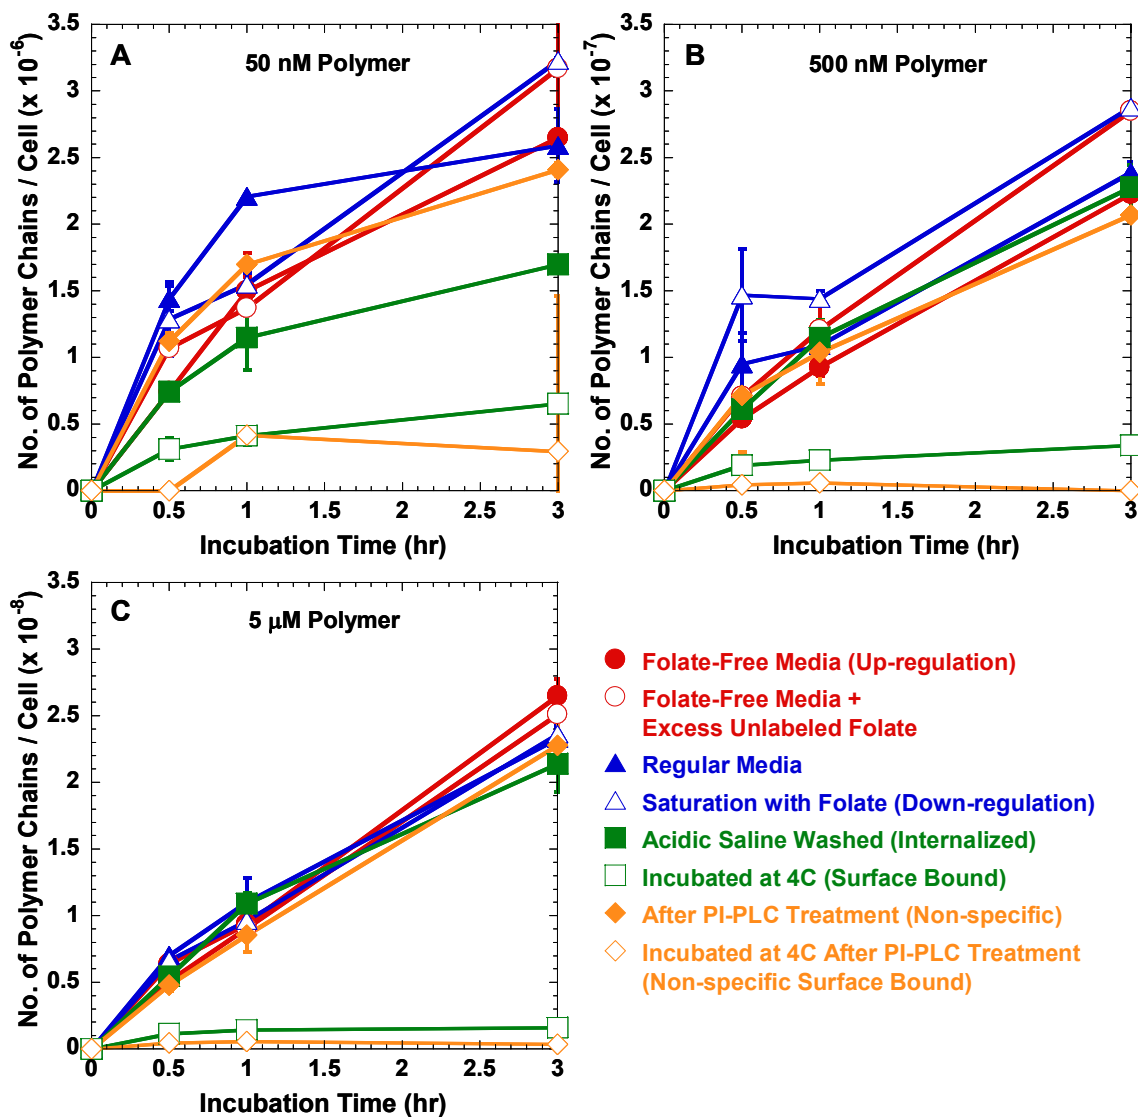 A
50 nM Polymer
No. of Polymer Chains / Cell (x 10⁻⁶)
3.5
3
2.5
2
1.5
1
0.5
0
0 0.5 1 1.5 2 2.5 3
Incubation Time (hr)
B
500 nM Polymer
No. of Polymer Chains / Cell (x 10⁻⁷)
3.5
3
2.5
2
1.5
1
0.5
0
0 0.5 1 1.5 2 2.5 3
Incubation Time (hr)
C
5 μM Polymer
No. of Polymer Chains / Cell (x 10⁻⁸)
3.5
3
2.5
2
1.5
1
0.5
0
0 0.5 1 1.5 2 2.5 3
Incubation Time (hr)
Folate-Free Media (Up-regulation)
Folate-Free Media +
Excess Unlabeled Folate
Regular Media
Saturation with Folate (Down-regulation)
Acidic Saline Washed (Internalized)
Incubated at 4C (Surface Bound)
After PI-PLC Treatment (Non-specific)
Incubated at 4C After PI-PLC Treatment
(Non-specific Surface Bound)